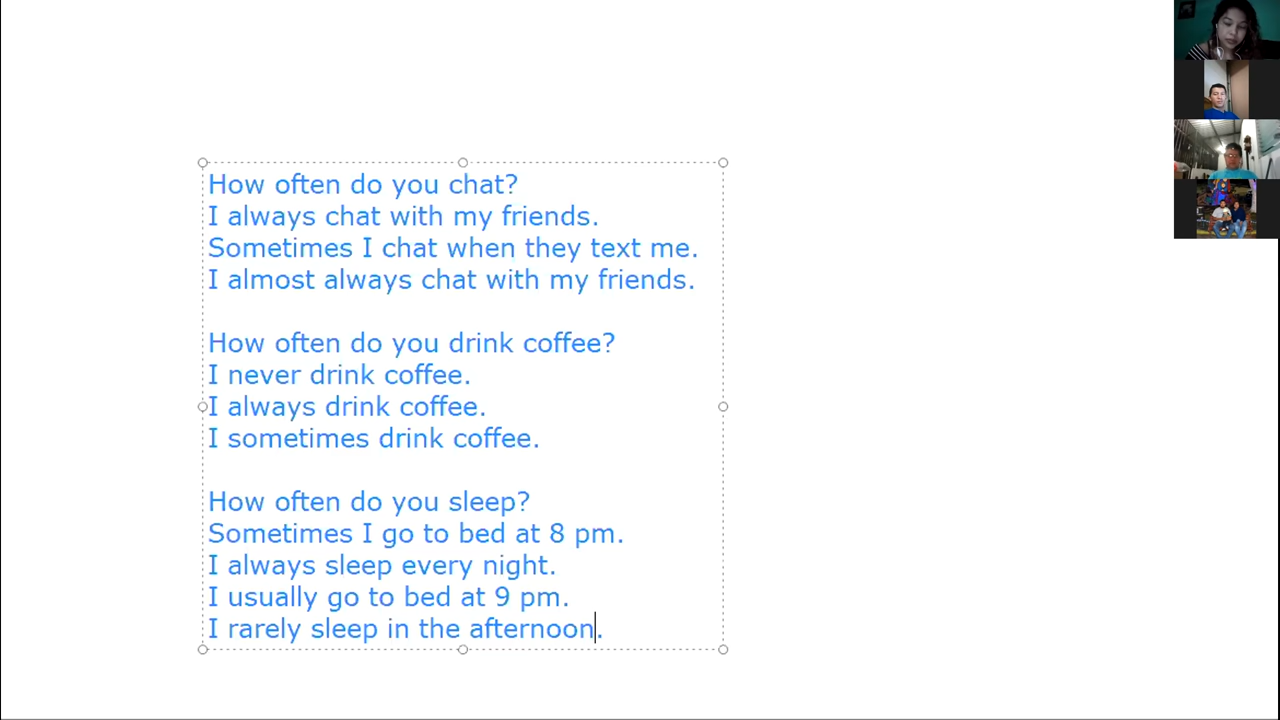 How often do you chat?
I always chat with my friends.
Sometimes I chat when they text me.
I almost always chat with my friends.
How often do you drink coffee?
I never drink coffee.
I always drink coffee.
I sometimes drink coffee.
How often do you sleep?
Sometimes I go to bed at 8 pm.
I always sleep every night.
I usually go to bed at 9 pm.
I rarely sleep in the afternoon.